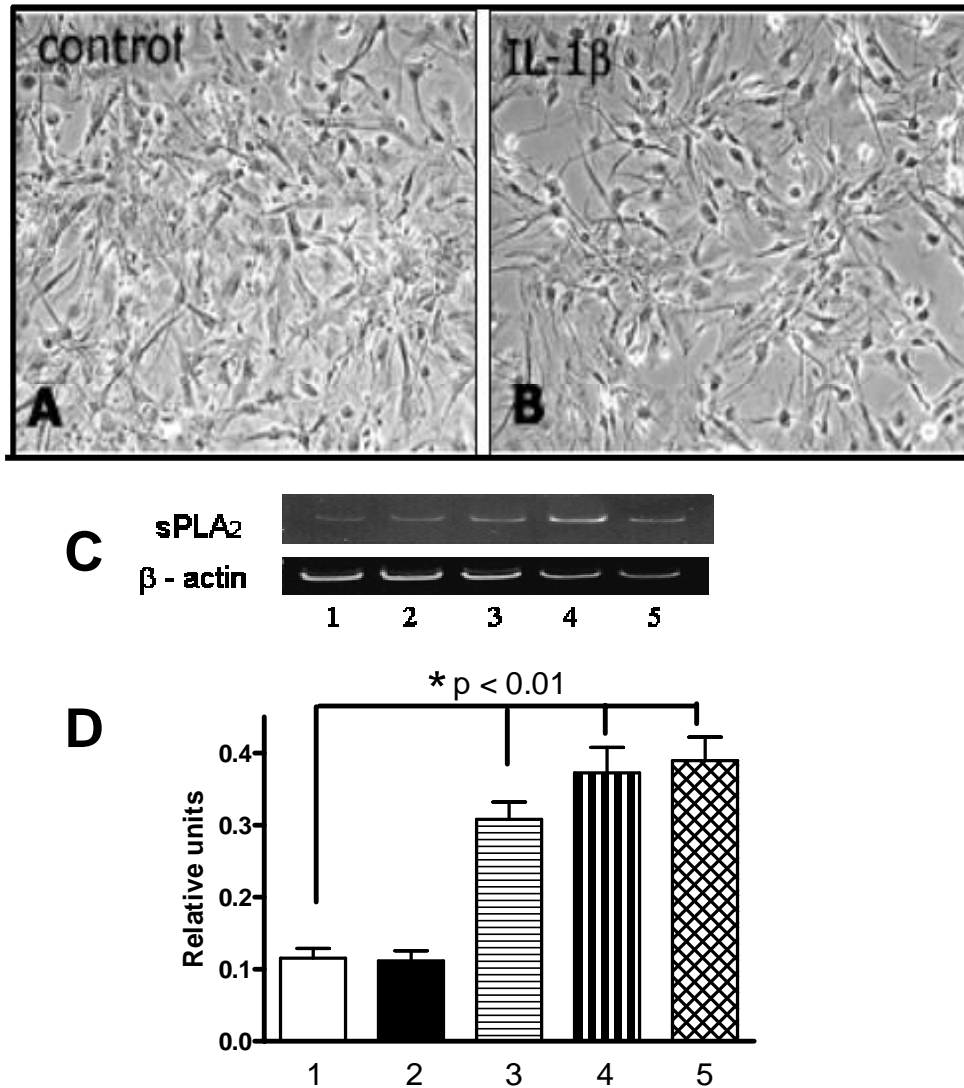 control IL-1β
A B
C
sPLA2
β - actin
1 2 3 4 5
D
* p < 0.01
Relative units
0.4
0.3
0.2
0.1
0.0
1 2 3 4 5